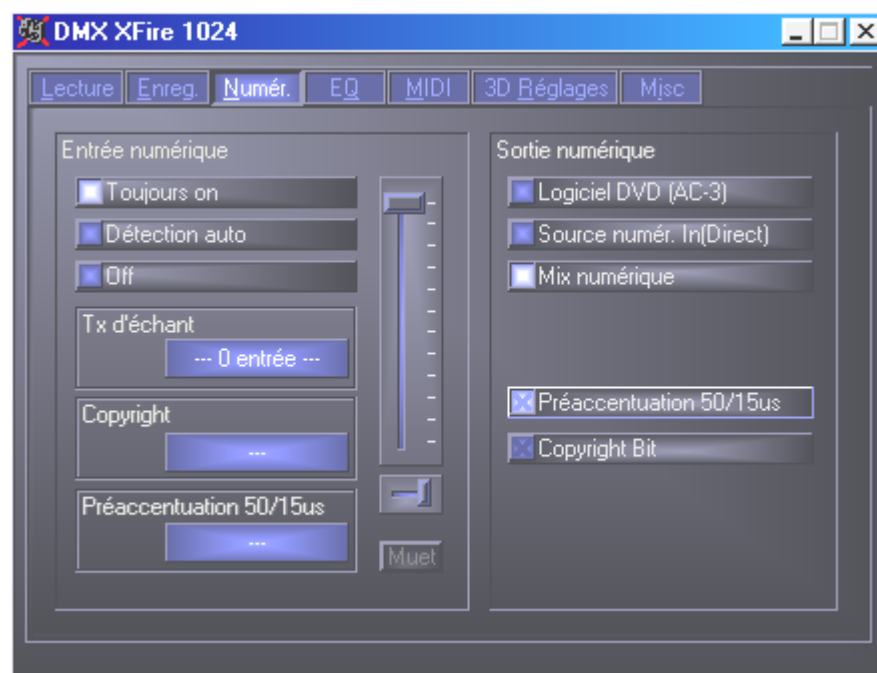 DMX XFire 1024
Lecture Enreg. Numér. EQ MIDI 3D Réglages Misc
Entrée numérique
Toujours on
Détection auto
Off
Tx d'échant
--- 0 entrée ---
Copyright
---
Préaccentuation 50/15us
---
Muet
Sortie numérique
Logiciel DVD (AC-3)
Source numér. In(Direct)
Mix numérique
Préaccentuation 50/15us
Copyright Bit